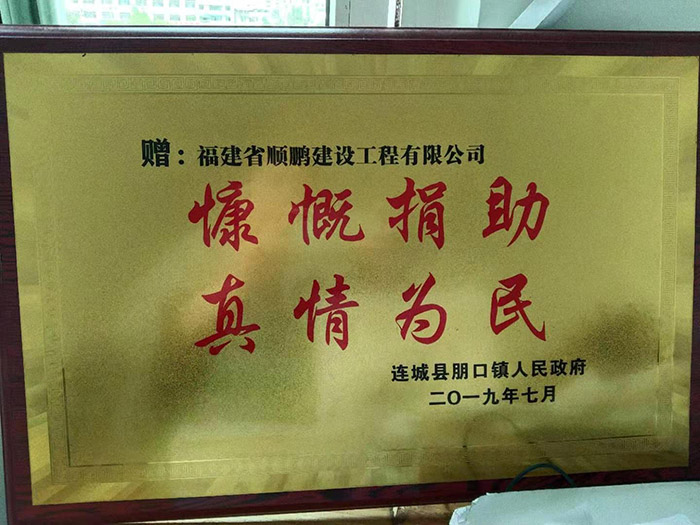 赠：福建省顺鹏建设工程有限公司
慷慨捐助
真情为民
连城县朋口镇人民政府
二〇一九年七月